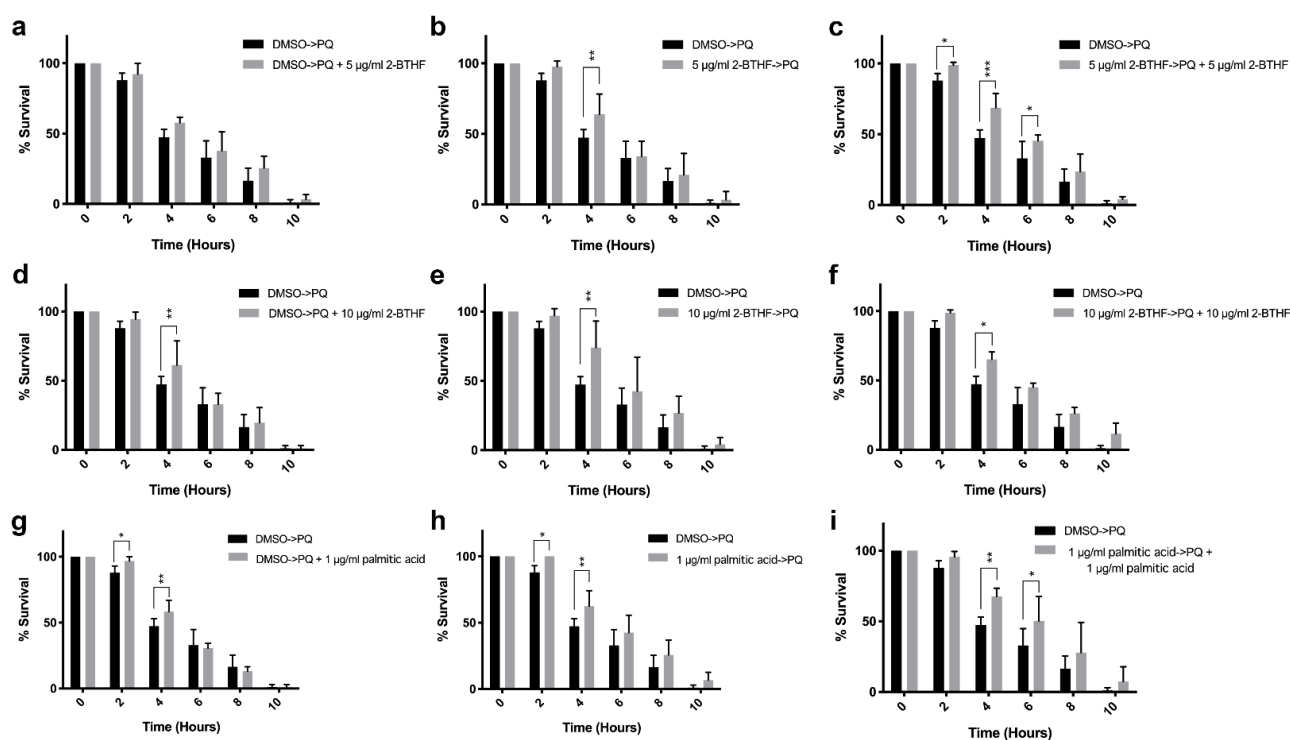 a
DMSO->PQ
DMSO->PQ + 5 µg/ml 2-BTHF
100
50
0
% Survival
0 2 4 6 8 10
Time (Hours)
b
DMSO->PQ
5 µg/ml 2-BTHF->PQ
**
100
50
0
% Survival
0 2 4 6 8 10
Time (Hours)
c
DMSO->PQ
5 µg/ml 2-BTHF->PQ + 5 µg/ml 2-BTHF
*
***
*
100
50
0
% Survival
0 2 4 6 8 10
Time (Hours)
d
DMSO->PQ
DMSO->PQ + 10 µg/ml 2-BTHF
**
100
50
0
% Survival
0 2 4 6 8 10
Time (Hours)
e
DMSO->PQ
10 µg/ml 2-BTHF->PQ
**
100
50
0
% Survival
0 2 4 6 8 10
Time (Hours)
f
DMSO->PQ
10 µg/ml 2-BTHF->PQ + 10 µg/ml 2-BTHF
*
100
50
0
% Survival
0 2 4 6 8 10
Time (Hours)
g
DMSO->PQ
DMSO->PQ + 1 µg/ml palmitic acid
*
**
100
50
0
% Survival
0 2 4 6 8 10
Time (Hours)
h
DMSO->PQ
1 µg/ml palmitic acid->PQ
*
**
100
50
0
% Survival
0 2 4 6 8 10
Time (Hours)
i
DMSO->PQ
1 µg/ml palmitic acid->PQ +
1 µg/ml palmitic acid
**
*
100
50
0
% Survival
0 2 4 6 8 10
Time (Hours)